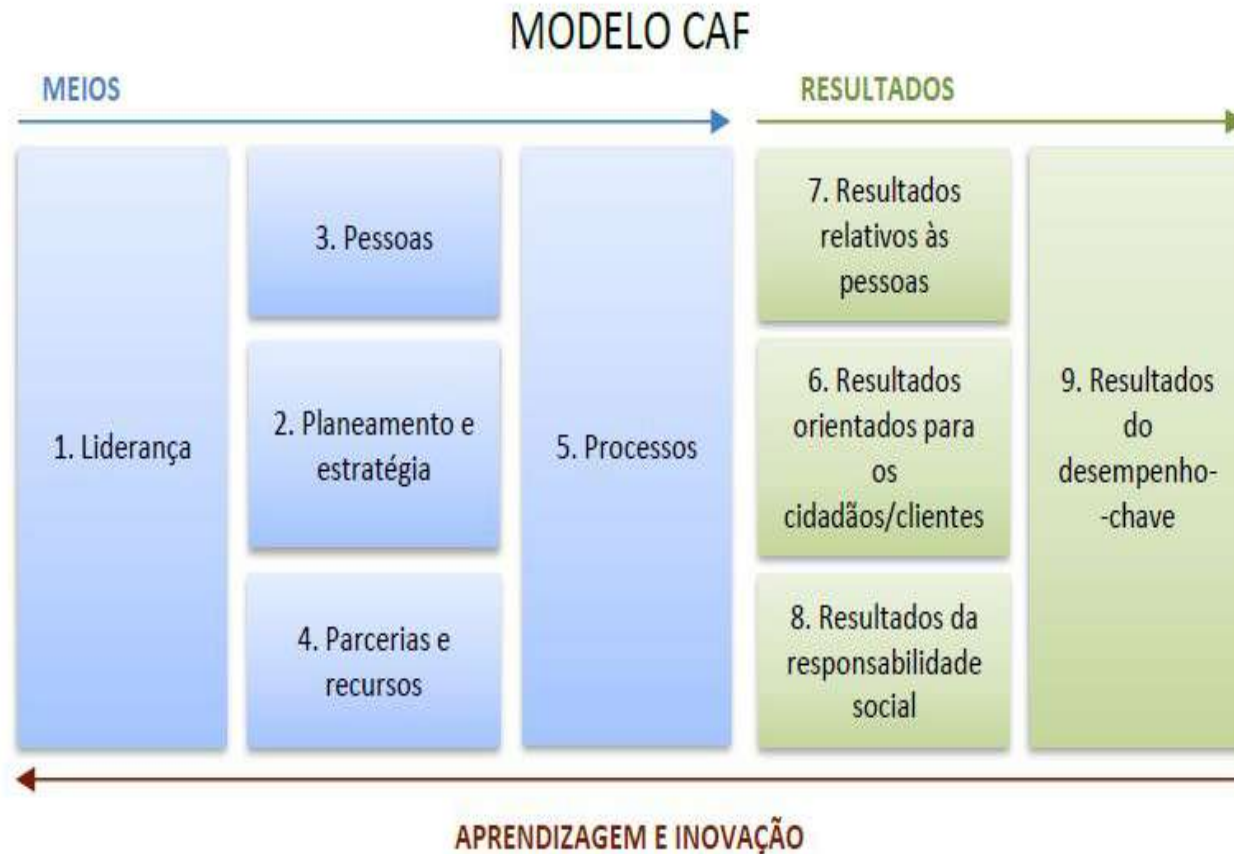 MODELO CAF
MEIOS
RESULTADOS
1. Liderança
3. Pessoas
2. Planeamento e
estratégia
4. Parcerias e
recursos
5. Processos
7. Resultados
relativos às
pessoas
6. Resultados
orientados para
os
cidadãos/clientes
8. Resultados da
responsabilidade
social
9. Resultados
do
desempenho-
-chave
APRENDIZAGEM E INOVAÇÃO